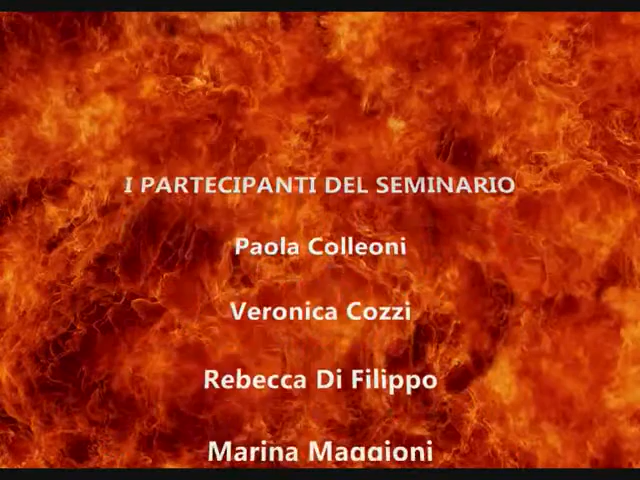 I PARTECIPANTI DEL SEMINARIO
Paola Colleoni
Veronica Cozzi
Rebecca Di Filippo
Marina Maggioni